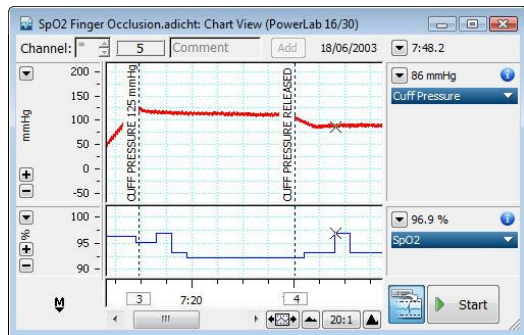 SpO2 Finger Occlusion.adicht: Chart View (PowerLab 16/30)
Channel: * 5 Comment Add 18/06/2003 7:48.2
200
150
100
50
0
-50
mmHg
CUFF PRESSURE 125 mmHg
CUFF PRESSURE RELEASED
86 mmHg
Cuff Pressure
100
95
90
%
96.9 %
SpO2
M
3 7:20 4
20:1
Start